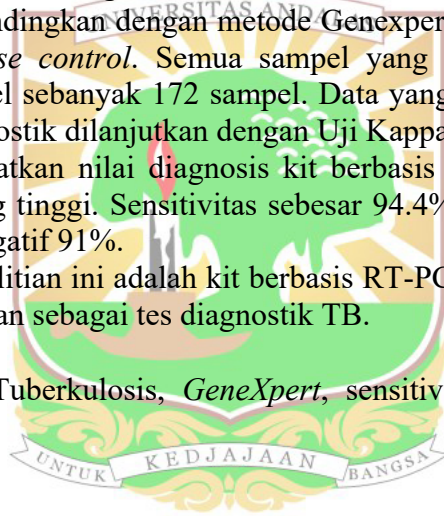 UNIVERSITAS ANDALAS
ndingkan dengan metode Genexper
se control. Semua sampel yang
el sebanyak 172 sampel. Data yang
ostik dilanjutkan dengan Uji Kappa
atkan nilai diagnosis kit berbasis
g tinggi. Sensitivitas sebesar 94.4%
gatif 91%.
litian ini adalah kit berbasis RT-PC
an sebagai tes diagnostik TB.
Tuberkulosis, GeneXpert, sensitiv
UNTUK KEDJAJAAN BANGSA